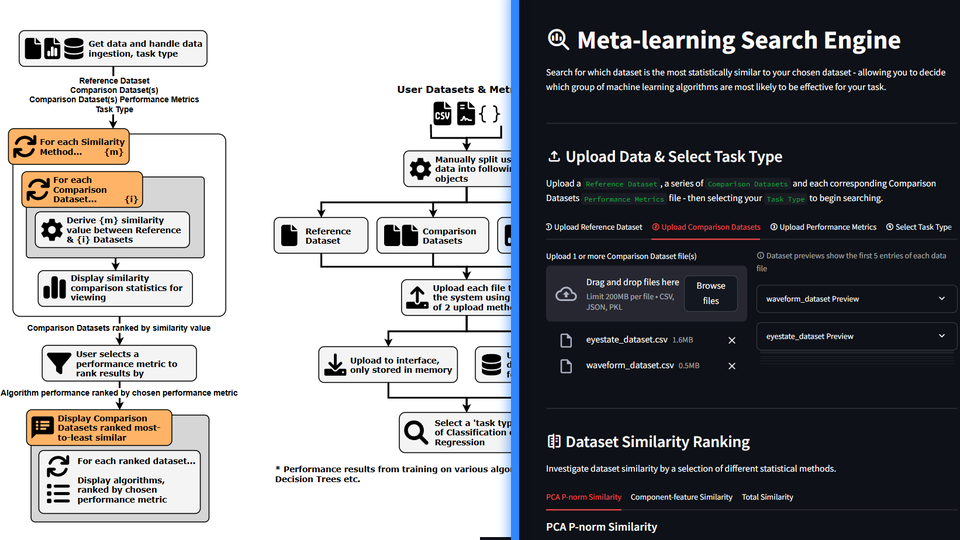 Get data and handle data
ingestion, task type
Reference Dataset
Comparison Dataset(s)
Comparison Dataset(s) Performance Metrics
Task Type
For each Similarity
Method... {m}
For each
Comparison
Dataset... {i}
Derive {m} similarity
value between Reference
& {i} Datasets
Display similarity
comparison statistics for
viewing
Comparison Datasets ranked by similarity value
User selects a
performance metric to
rank results by
Algorithm performance ranked by chosen performance metric
Display Comparison
Datasets ranked most-
to-least similar
For each ranked dataset...
Display algorithms,
ranked by chosen
performance metric
User Datasets & Met
CSV
{ }
Manually split us
data into followin
objects
Reference
Dataset
Comparison
Datasets
Upload each file t
the system using
of 2 upload metho
Upload to interface,
only stored in memory
Select a 'task typ
of Classification
Regression
* Performance results from training on various algo
Decision Trees etc.
Meta-learning Search Engine
Search for which dataset is the most statistically similar to your chosen dataset - allowing you to decide
which group of machine learning algorithms are most likely to be effective for your task.
Upload Data & Select Task Type
Upload a Reference Dataset, a series of Comparison Datasets and each corresponding Comparison
Datasets Performance Metrics file - then selecting your Task Type to begin searching.
① Upload Reference Dataset ② Upload Comparison Datasets ③ Upload Performance Metrics ④ Select Task Type
Upload 1 or more Comparison Dataset file(s)
Drag and drop files here
Limit 200MB per file • CSV,
JSON, PKL
Browse
files
eyestate_dataset.csv 1.6MB
waveform_dataset.csv 0.5MB
Dataset previews show the first 5 entries of each data
file
waveform_dataset Preview
eyestate_dataset Preview
Dataset Similarity Ranking
Investigate dataset similarity by a selection of different statistical methods.
PCA P-norm Similarity Component-feature Similarity Total Similarity
PCA P-norm Similarity